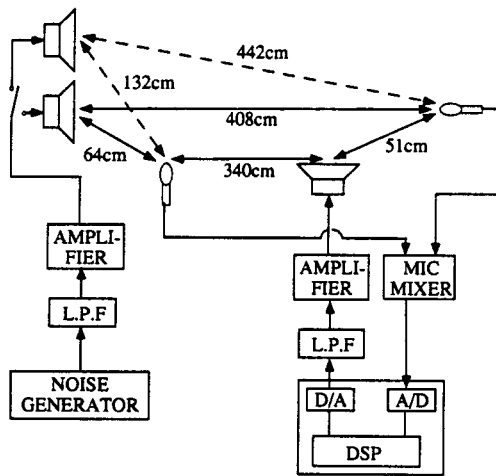 442cm
132cm
408cm
64cm
340cm
51cm
AMPLI-
FIER
L.P.F
NOISE
GENERATOR
AMPLI-
FIER
L.P.F
MIC
MIXER
D/A
A/D
DSP